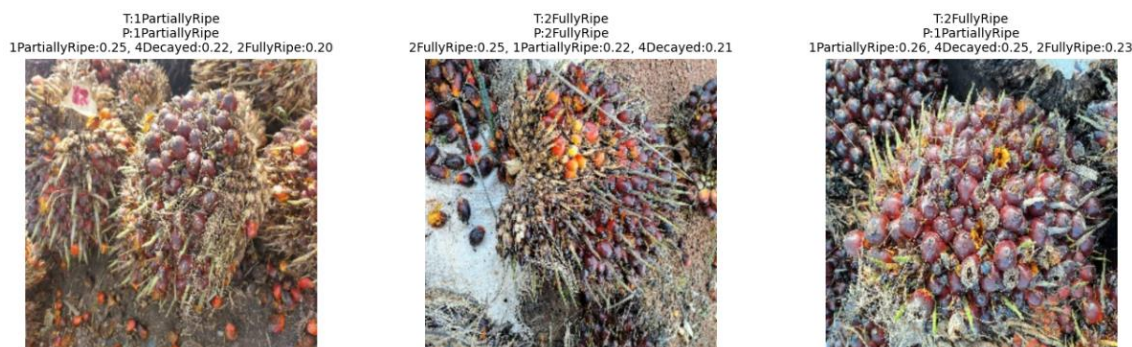 T:1PartiallyRipe
P:1PartiallyRipe
1PartiallyRipe:0.25, 4Decayed:0.22, 2FullyRipe:0.20
T:2FullyRipe
P:2FullyRipe
2FullyRipe:0.25, 1PartiallyRipe:0.22, 4Decayed:0.21
T:2FullyRipe
P:1PartiallyRipe
1PartiallyRipe:0.26, 4Decayed:0.25, 2FullyRipe:0.23